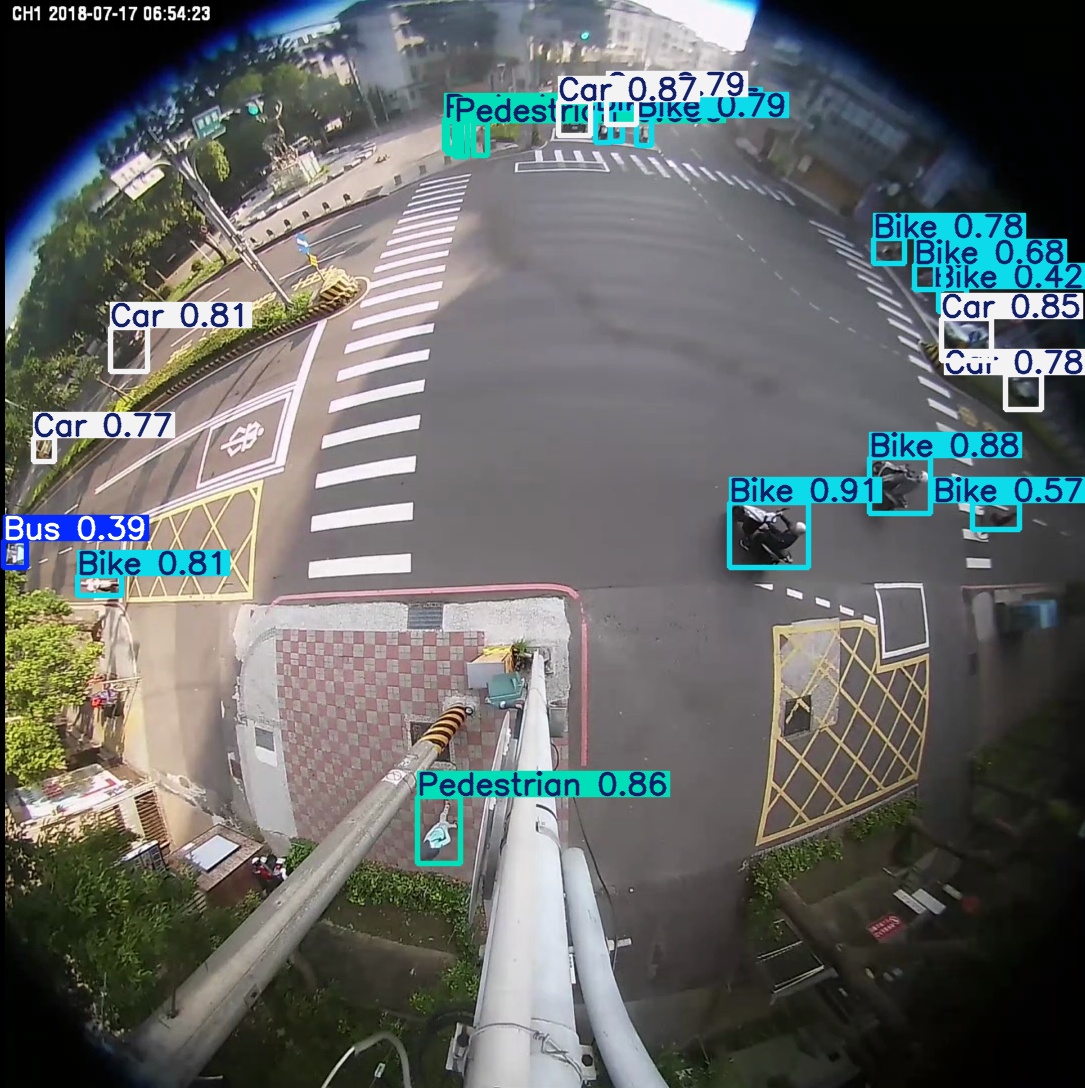 CH1 2018-07-17 06:54:23
Car 0.87
.79
Pedestri
Bike 0.79
Bike 0.78
Bike 0.68
Bike 0.42
Car 0.85
Car 0.81
Car 0.78
Car 0.77
Bike 0.88
Bike 0.91
Bike 0.57
Bus 0.39
Bike 0.81
Pedestrian 0.86